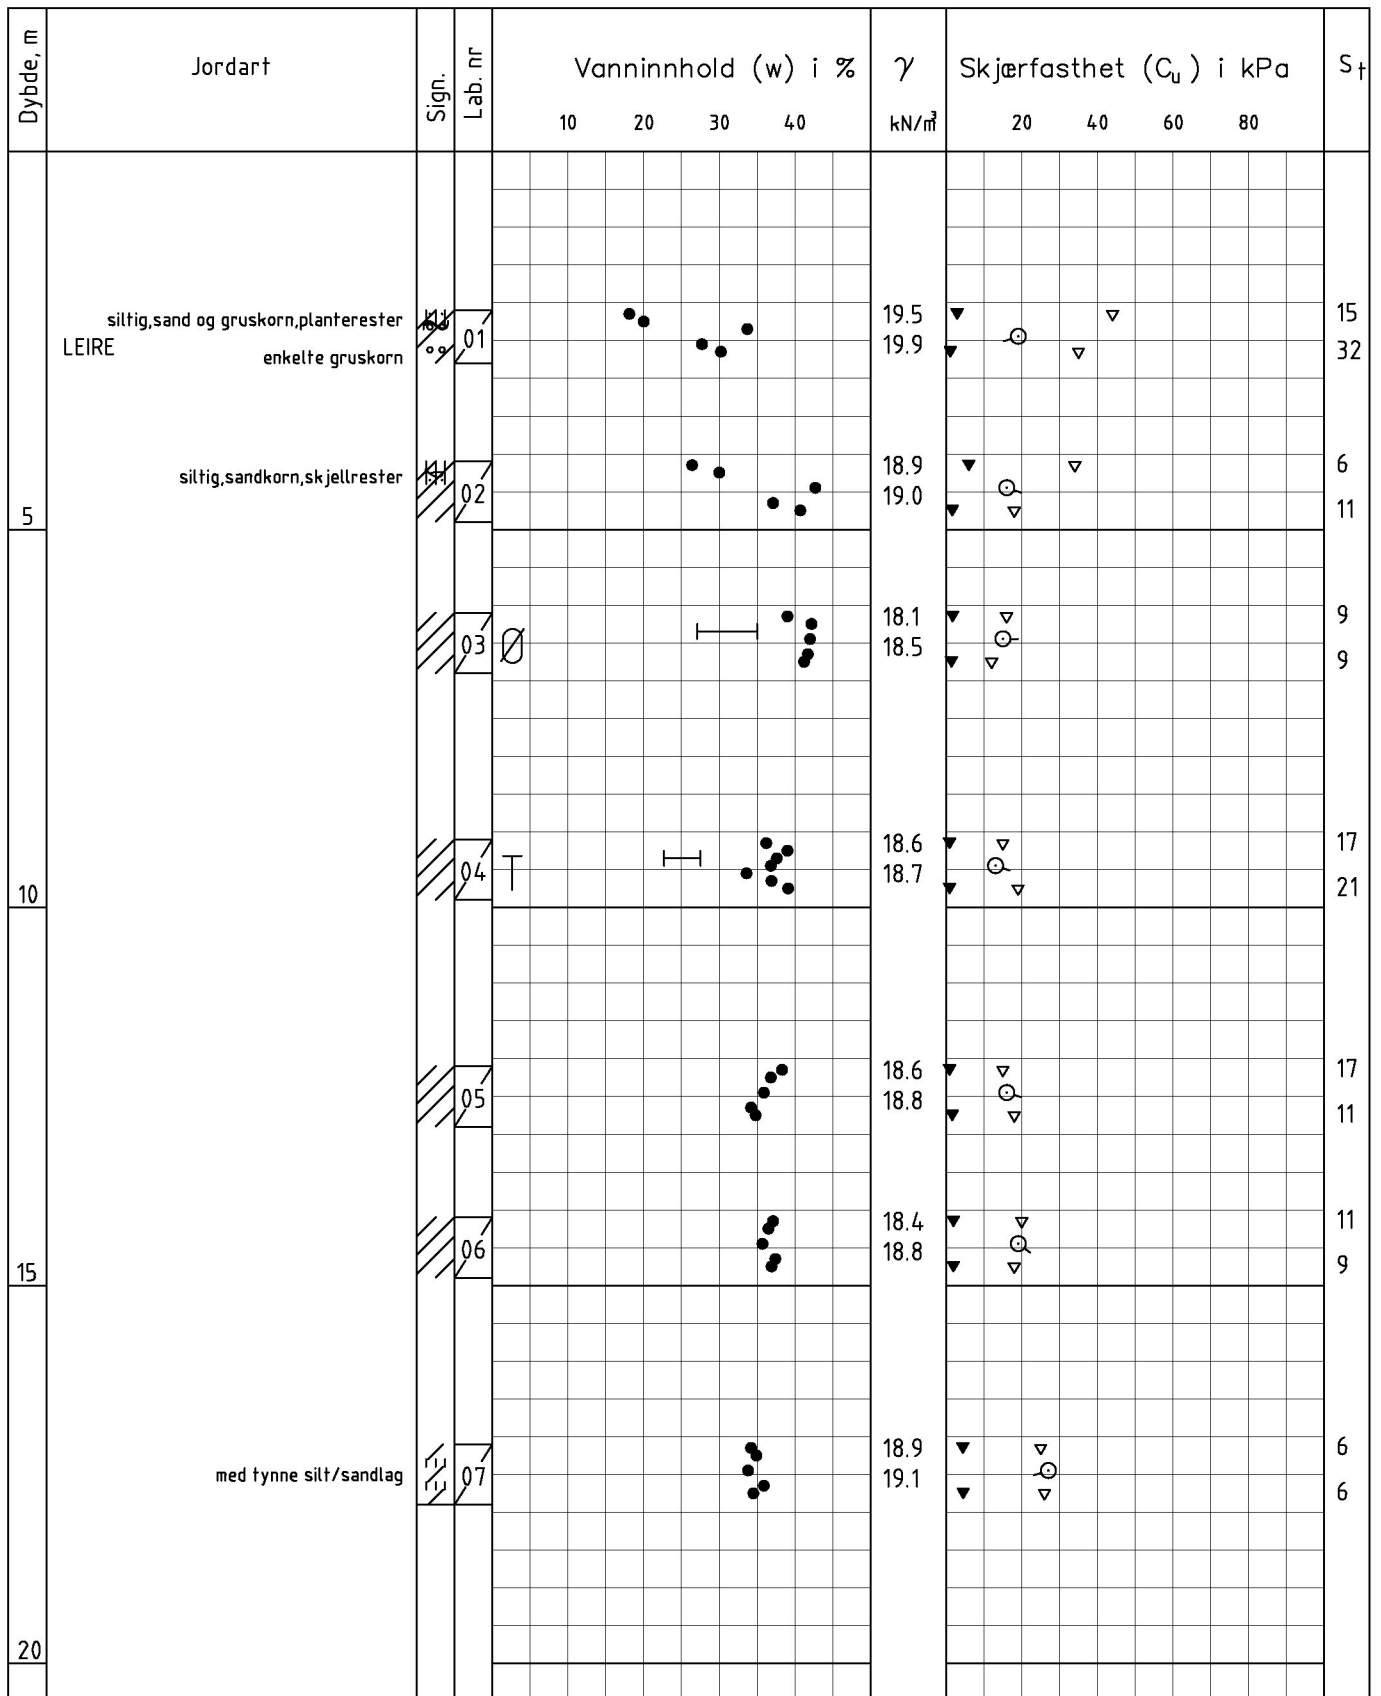 Dybde, m
Jordart
Sign.
Lab. nr
Vanninnhold (w) i %
γ
Skjærfasthet (Cu) i kPa
St
10 20 30 40
kN/m³
20 40 60 80
siltig,sand og gruskorn,planterester
LEIRE
enkelte gruskorn
01
19.5
19.9
15
32
siltig,sandkorn,skjellrester
02
18.9
19.0
6
11
5
03
Ø
18.1
18.5
9
9
04
T
18.6
18.7
17
21
10
05
18.6
18.8
17
11
06
18.4
18.8
11
9
15
med tynne silt/sandlag
07
18.9
19.1
6
6
20